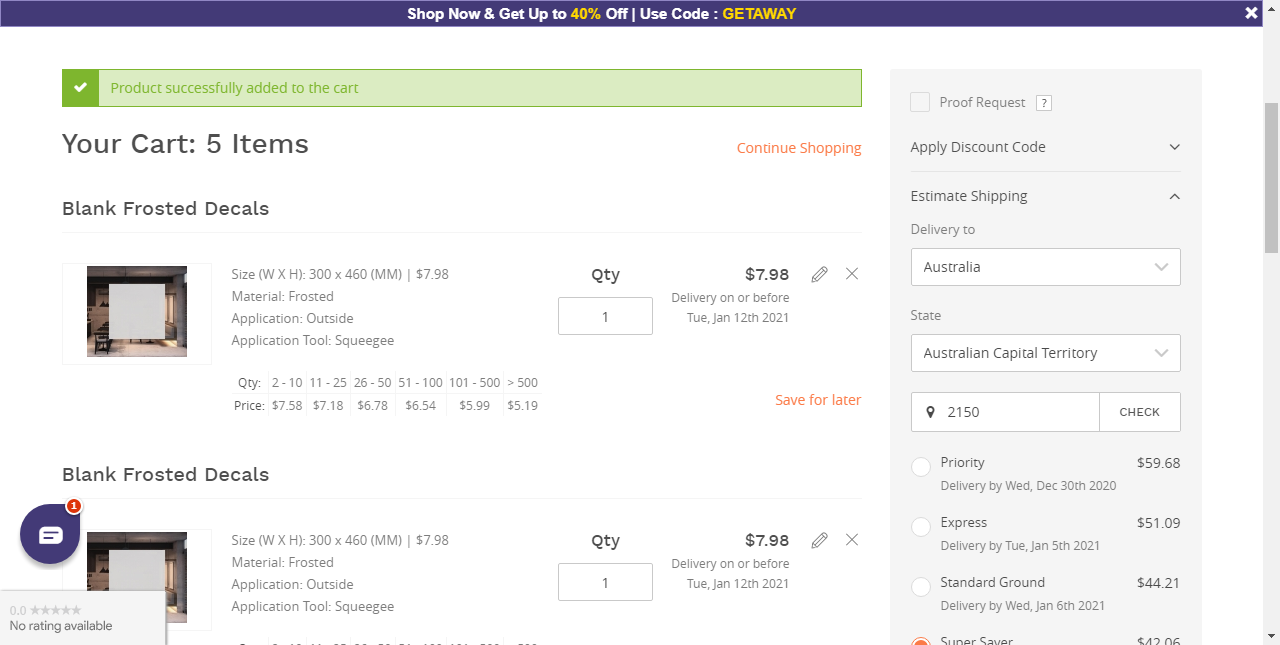 Shop Now & Get Up to 40% Off | Use Code : GETAWAY
Product successfully added to the cart
Your Cart: 5 Items
Continue Shopping
Blank Frosted Decals
Size (W X H): 300 x 460 (MM) | $7.98
Material: Frosted
Application: Outside
Application Tool: Squeegee
Qty
1
$7.98
Delivery on or before
Tue, Jan 12th 2021
Qty: 2 - 10 11 - 25 26 - 50 51 - 100 101 - 500 > 500
Price: $7.58 $7.18 $6.78 $6.54 $5.99 $5.19
Save for later
Blank Frosted Decals
Size (W X H): 300 x 460 (MM) | $7.98
Material: Frosted
Application: Outside
Application Tool: Squeegee
Qty
1
$7.98
Delivery on or before
Tue, Jan 12th 2021
1
0.0
No rating available
Proof Request ?
Apply Discount Code
Estimate Shipping
Delivery to
Australia
State
Australian Capital Territory
2150 CHECK
Priority $59.68
Delivery by Wed, Dec 30th 2020
Express $51.09
Delivery by Tue, Jan 5th 2021
Standard Ground $44.21
Delivery by Wed, Jan 6th 2021
Super Saver $42.06